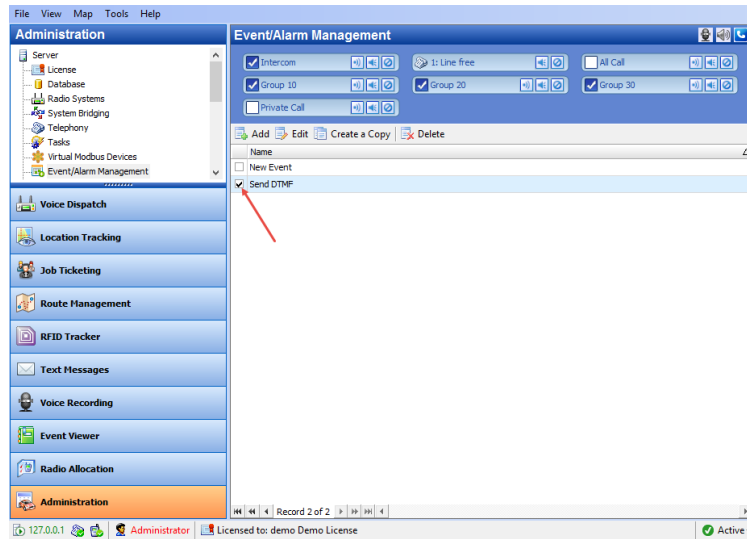 File View Map Tools Help
Administration
Server
License
Database
Radio Systems
System Bridging
Telephony
Tasks
Virtual Modbus Devices
Event/Alarm Management
Voice Dispatch
Location Tracking
Job Ticketing
Route Management
RFID Tracker
Text Messages
Voice Recording
Event Viewer
Radio Allocation
Administration
Event/Alarm Management
Intercom 1: Line free All Call
Group 10 Group 20 Group 30
Private Call
Add Edit Create a Copy Delete
Name
New Event
Send DTMF
Record 2 of 2
127.0.0.1 Administrator Licensed to: demo Demo License Active